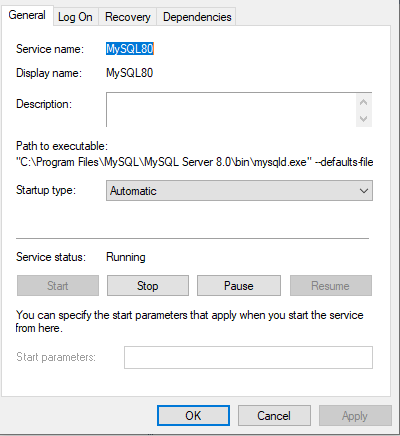 General
Log On
Recovery
Dependencies
Service name: MySQL80
Display name: MySQL80
Description:
Path to executable:
"C:\Program Files\MySQL\MySQL Server 8.0\bin\mysqld.exe" --defaults-file
Startup type: Automatic
Service status: Running
Start
Stop
Pause
Resume
You can specify the start parameters that apply when you start the service
from here.
Start parameters:
OK
Cancel
Apply